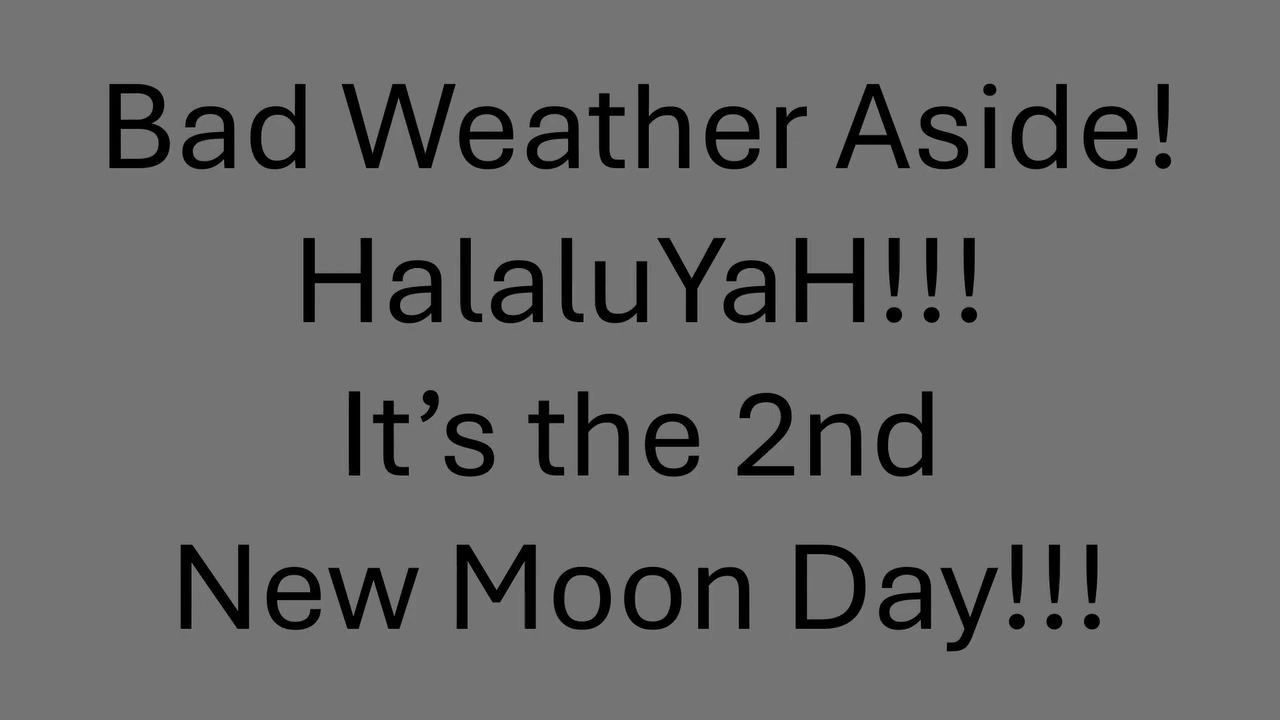 Bad Weather Aside!
HalaluYaH!!!
It’s the 2nd
New Moon Day!!!